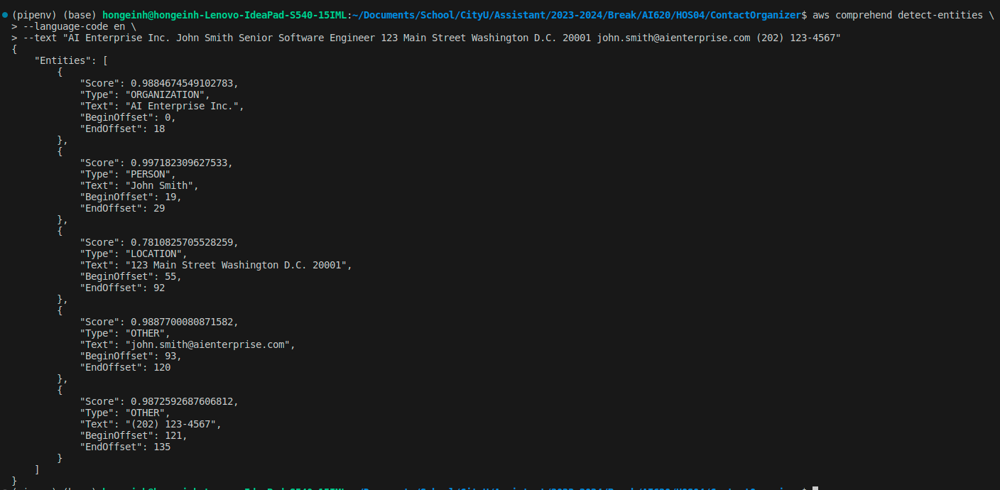 (pipenv) (base) hongeinh@hongeinh-Lenovo-IdeaPad-S540-15IML:~/Documents/School/CityU/Assistant/2023-2024/Break/AI620/HOS04/ContactOrganizer$ aws comprehend detect-entities \
> --language-code en \
> --text "AI Enterprise Inc. John Smith Senior Software Engineer 123 Main Street Washington D.C. 20001 john.smith@aienterprise.com (202) 123-4567"
{
    "Entities": [
        {
            "Score": 0.9884674549102783,
            "Type": "ORGANIZATION",
            "Text": "AI Enterprise Inc.",
            "BeginOffset": 0,
            "EndOffset": 18
        },
        {
            "Score": 0.997182309627533,
            "Type": "PERSON",
            "Text": "John Smith",
            "BeginOffset": 19,
            "EndOffset": 29
        },
        {
            "Score": 0.7810825705528259,
            "Type": "LOCATION",
            "Text": "123 Main Street Washington D.C. 20001",
            "BeginOffset": 55,
            "EndOffset": 92
        },
        {
            "Score": 0.9887700080871582,
            "Type": "OTHER",
            "Text": "john.smith@aienterprise.com",
            "BeginOffset": 93,
            "EndOffset": 120
        },
        {
            "Score": 0.9872592687606812,
            "Type": "OTHER",
            "Text": "(202) 123-4567",
            "BeginOffset": 121,
            "EndOffset": 135
        }
    ]
}